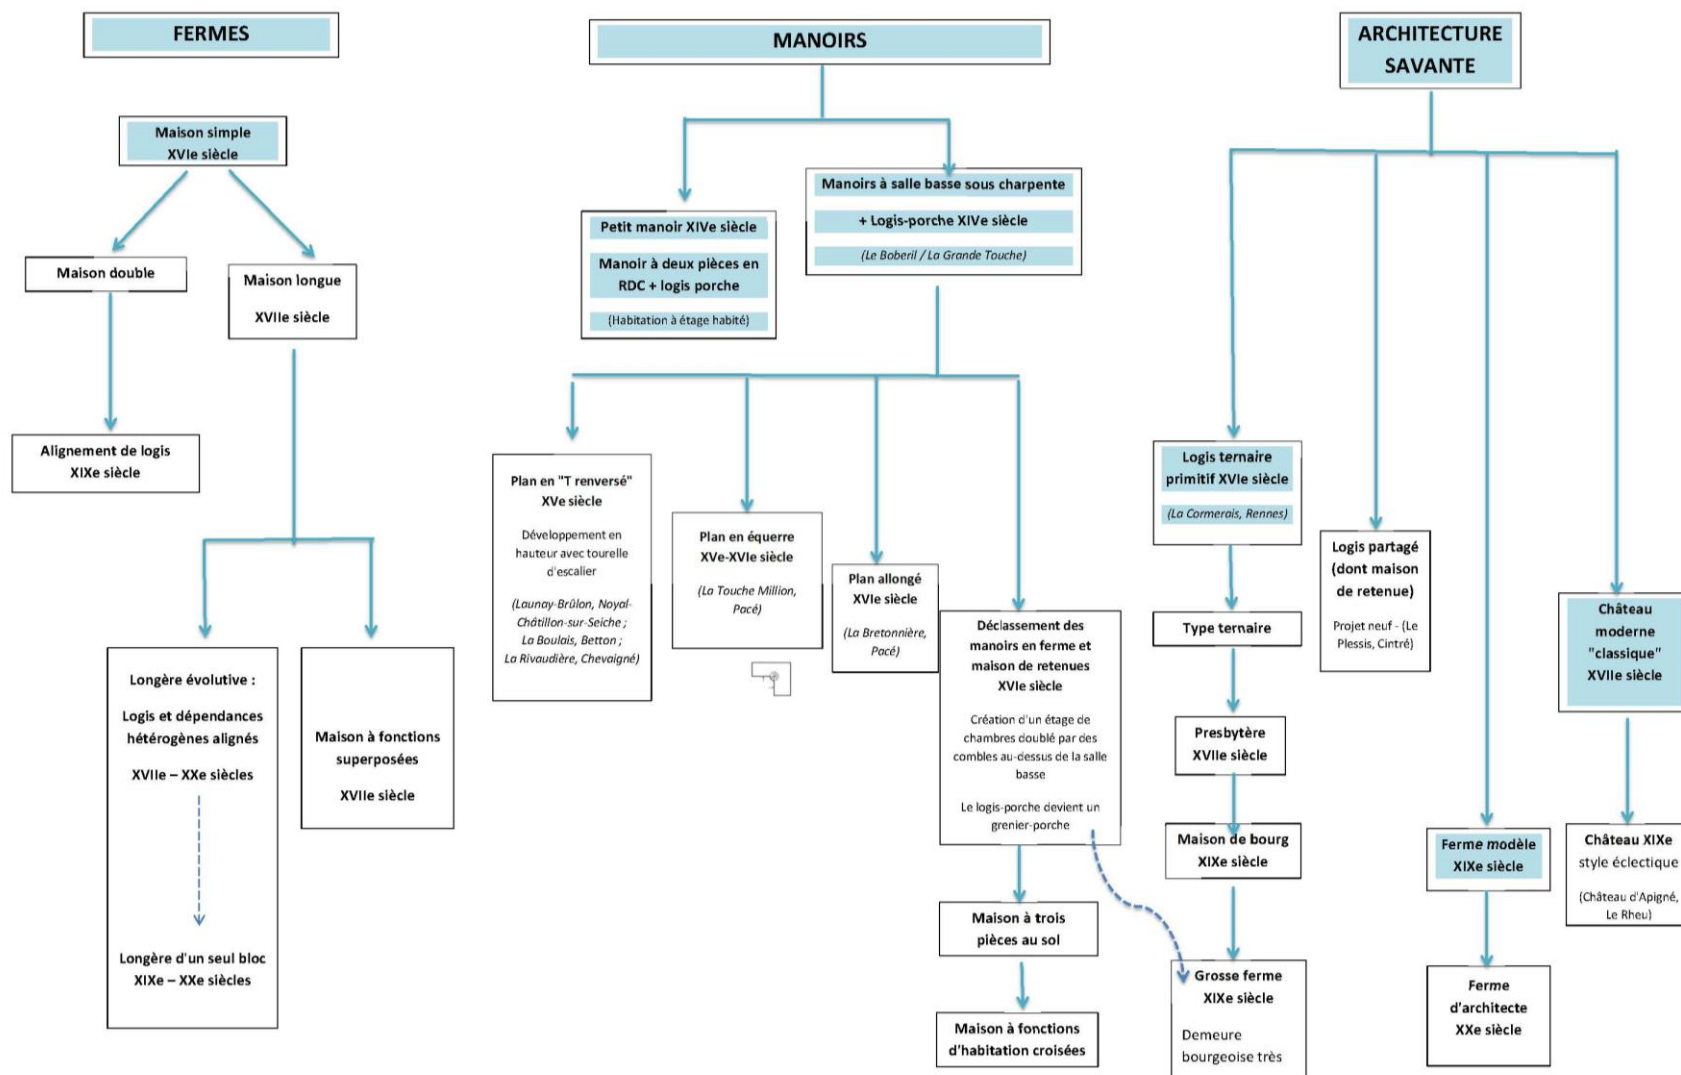 FERMES
Maison simple
XVIe siècle
Maison double
Maison longue
XVIIe siècle
Alignement de logis
XIXe siècle
Longère évolutive :
Logis et dépendances
hétérogènes alignés
XVIIe – XXe siècles
Longère d'un seul bloc
XIXe – XXe siècles
Maison à fonctions
superposées
XVIIe siècle
MANOIRS
Petit manoir XIVe siècle
Manoir à deux pièces en
RDC + logis porche
(Habitation à étage habité)
Manoirs à salle basse sous charpente
+ Logis-porche XIVe siècle
(Le Boberil / La Grande Touche)
Plan en "T renversé"
XVe siècle
Développement en
hauteur avec tourelle
d'escalier
(Launay-Brûlon, Noyal-
Châtillon-sur-Seiche ;
La Boulais, Betton ;
La Rivaudière, Chevaigné)
Plan en équerre
XVe-XVIe siècle
(La Touche Million,
Pacé)
Plan allongé
XVIe siècle
(La Bretonnière,
Pacé)
Déclassement des
manoirs en ferme et
maison de retenues
XVIe siècle
Création d'un étage de
chambres doublé par des
combles au-dessus de la salle
basse
Le logis-porche devient un
grenier-porche
Maison à trois
pièces au sol
Maison à fonctions
d'habitation croisées
ARCHITECTURE
SAVANTE
Logis ternaire
primitif XVIe siècle
(La Cormerais, Rennes)
Type ternaire
Presbytère
XVIIe siècle
Maison de bourg
XIXe siècle
Grosse ferme
XIXe siècle
Demeure
bourgeoise très
Logis partagé
(dont maison
de retenue)
Projet neuf - (Le
Plessis, Cintré)
Ferme modèle
XIXe siècle
Ferme
d'architecte
XXe siècle
Château
moderne
"classique"
XVIIe siècle
Château XIXe
style éclectique
(Château d'Apigné,
Le Rheu)